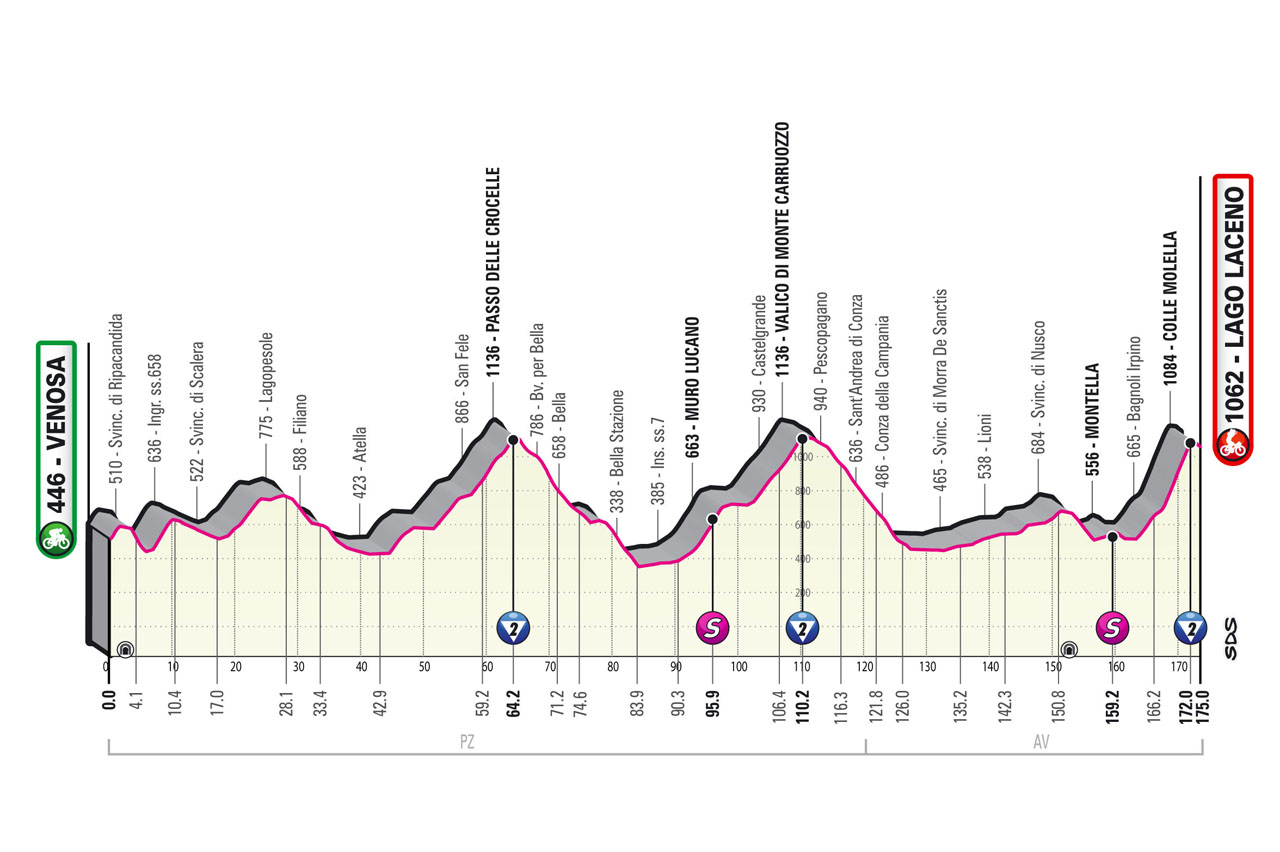 446 - VENOSA
510 - Svinc. di Ripacandida
636 - Ingr. ss.658
522 - Svinc. di Scalera
775 - Lagopesole
588 - Filiano
423 - Atella
866 - San Fele
1136 - PASSO DELLE CROCELLE
786 - Bv. per Bella
658 - Bella
338 - Bella Stazione
385 - Ins. ss.7
663 - MURO LUCANO
930 - Castelgrande
1136 - VALICO DI MONTE CARRUOZZO
940 - Pescopagano
636 - Sant'Andrea di Conza
486 - Conza della Campania
465 - Svinc. di Morra De Sanctis
538 - Lioni
684 - Svinc. di Nusco
556 - MONTELLA
665 - Bagnoli Irpino
1084 - COLLE MOLELLA
1062 - LAGO LACENO
1000
800
600
400
200
2
S
2
S
2
SDS
0 10 20 30 40 50 60 70 80 90 100 110 120 130 140 150 160 170
0.0 4.1 10.4 17.0 28.1 33.4 42.9 59.2 64.2 71.2 74.6 83.9 90.3 95.9 106.4 110.2 116.3 121.8 126.0 135.2 142.3 150.8 159.2 166.2 172.0 175.0
PZ AV